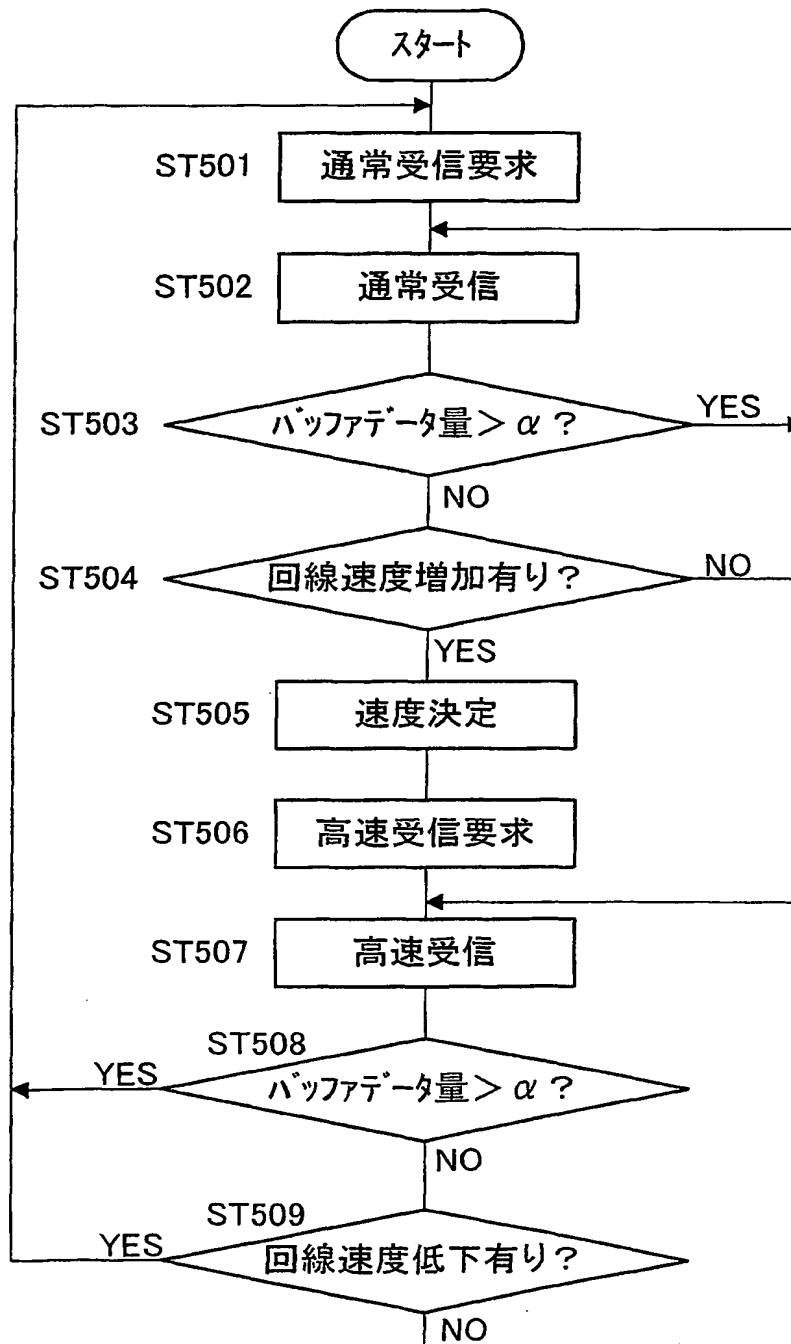 スタート
ST501 通常受信要求
ST502 通常受信
ST503 バッファデータ量＞α？ YES
NO
ST504 回線速度増加有り？ NO
YES
ST505 速度決定
ST506 高速受信要求
ST507 高速受信
ST508
YES バッファデータ量＞α？
NO
ST509
YES 回線速度低下有り？
NO